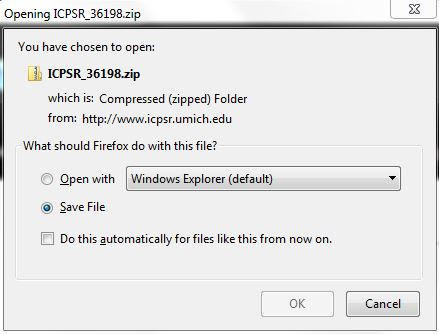 Opening ICPSR_36198.zip
You have chosen to open:
ICPSR_36198.zip
which is: Compressed (zipped) Folder
from: http://www.icpsr.umich.edu
What should Firefox do with this file?
Open with Windows Explorer (default)
Save File
Do this automatically for files like this from now on.
OK Cancel